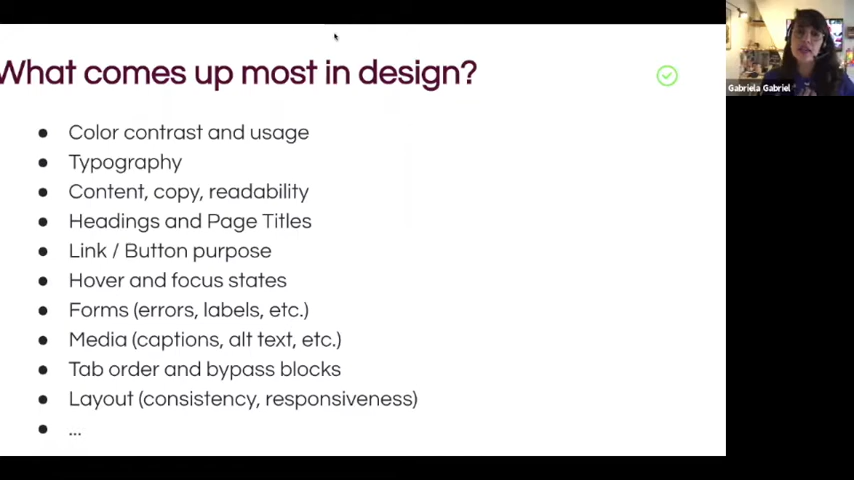 What comes up most in design?
● Color contrast and usage
● Typography
● Content, copy, readability
● Headings and Page Titles
● Link / Button purpose
● Hover and focus states
● Forms (errors, labels, etc.)
● Media (captions, alt text, etc.)
● Tab order and bypass blocks
● Layout (consistency, responsiveness)
● ...
Gabriela Gabriel